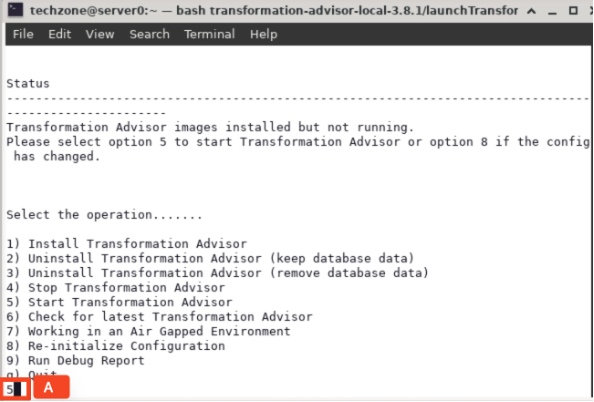 techzone@server0:~ — bash transformation-advisor-local-3.8.1/launchTransfor
File Edit View Search Terminal Help
Status
--------------------------------------------------------------------------------
----------------------
Transformation Advisor images installed but not running.
Please select option 5 to start Transformation Advisor or option 8 if the config
has changed.
Select the operation.......
1) Install Transformation Advisor
2) Uninstall Transformation Advisor (keep database data)
3) Uninstall Transformation Advisor (remove database data)
4) Stop Transformation Advisor
5) Start Transformation Advisor
6) Check for latest Transformation Advisor
7) Working in an Air Gapped Environment
8) Re-initialize Configuration
9) Run Debug Report
q) Quit
5 A